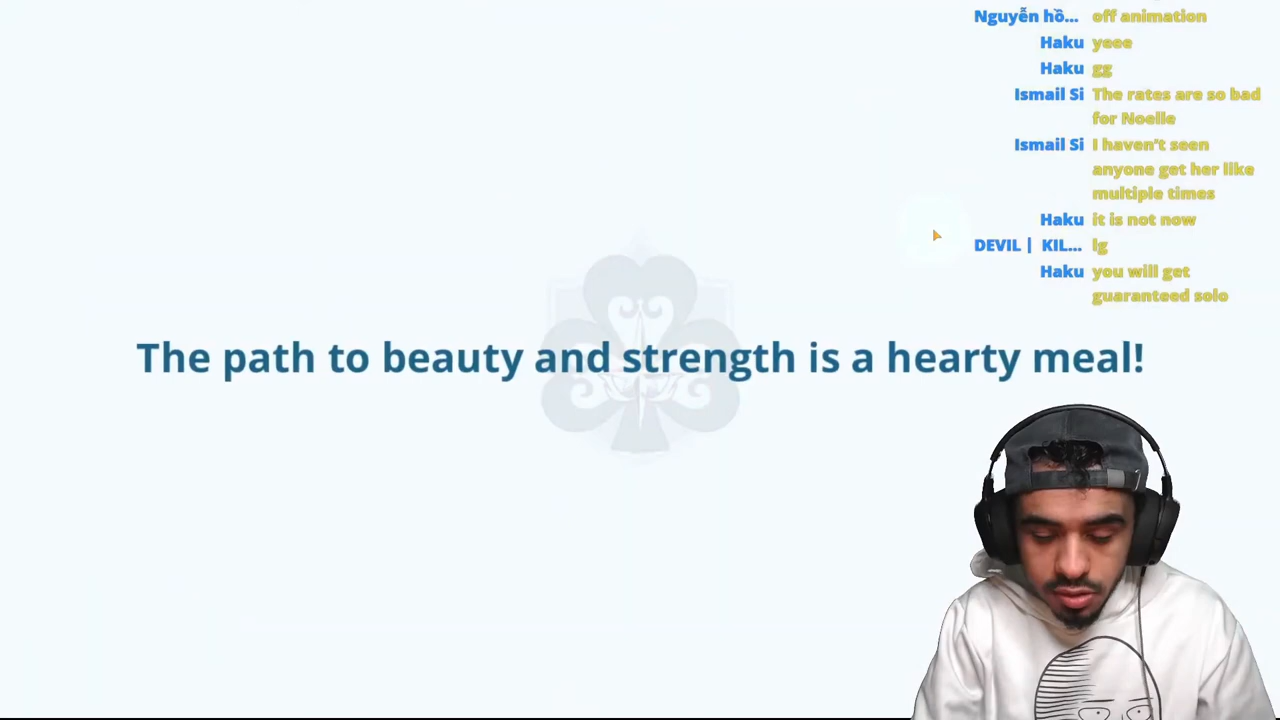 Nguyễn hồ... off animation
Haku yeee
Haku gg
Ismail Si The rates are so bad
for Noelle
Ismail Si I haven't seen
anyone get her like
multiple times
Haku it is not now
DEVIL | KIL... lg
Haku you will get
guaranteed solo
The path to beauty and strength is a hearty meal!